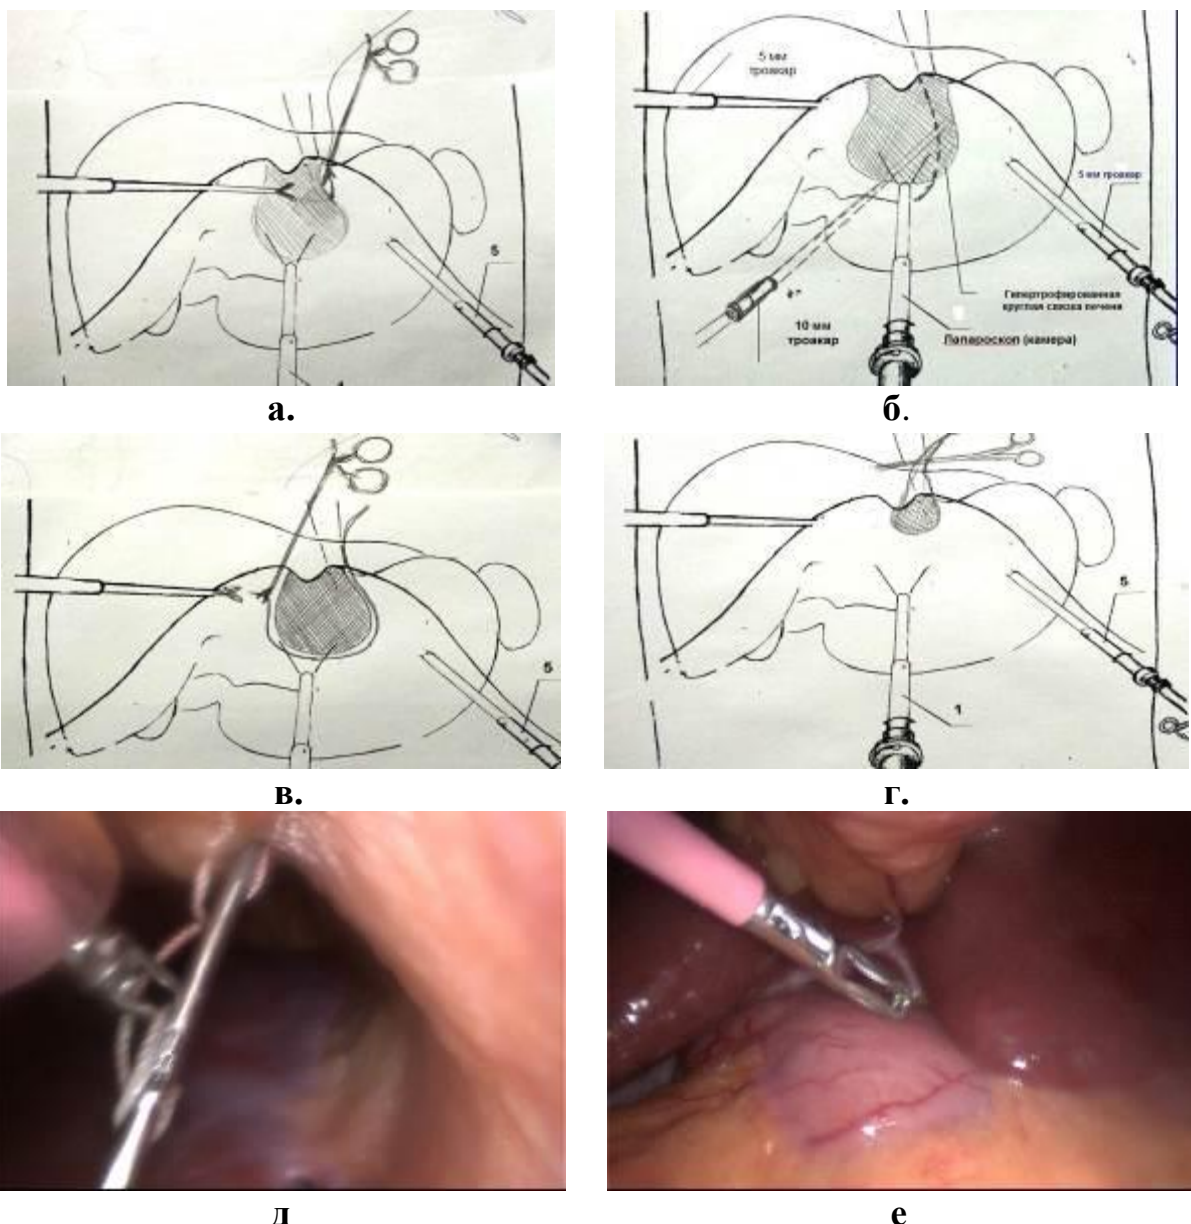 5 мм
троакар
5 мм троакар
5
Гипертрофированная
круглая связка печени
10 мм
троакар
Лапароскоп (камера)
а.
б.
5
5
1
в.
г.
д
е